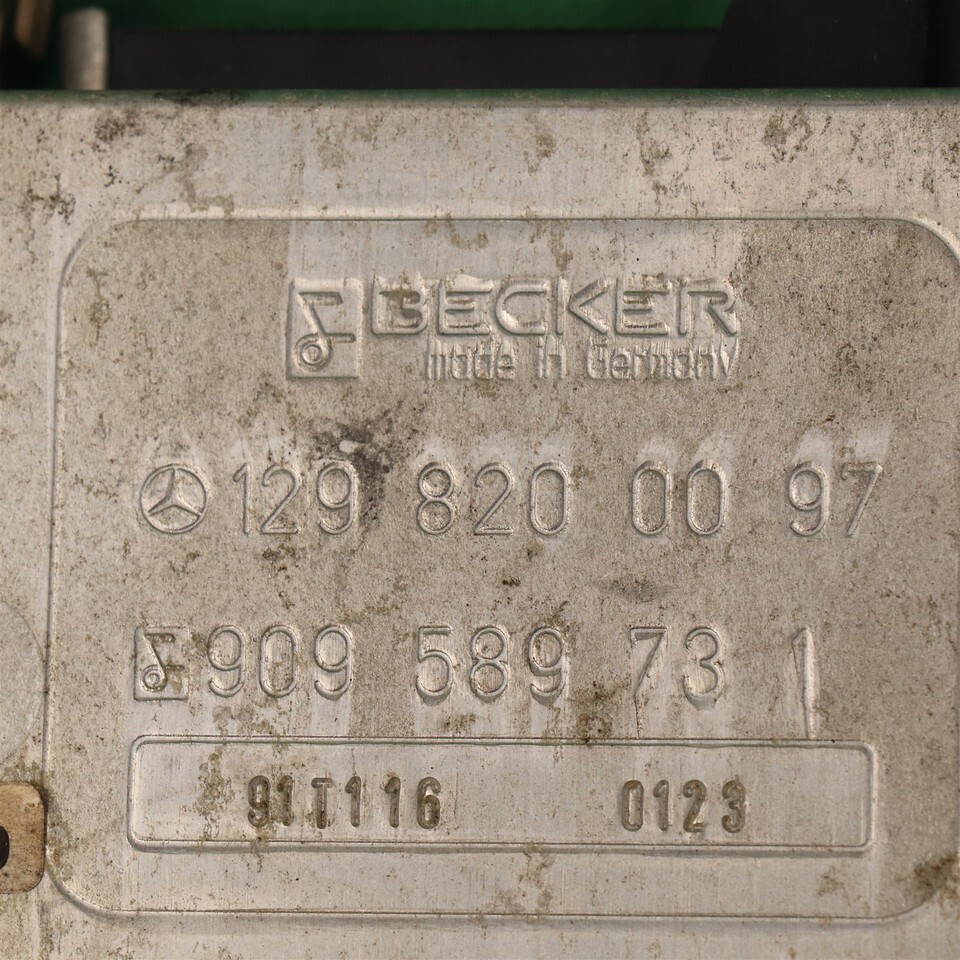 BECKER
made in Germany
129 820 00 97
909 589 73 1
91T116 0123